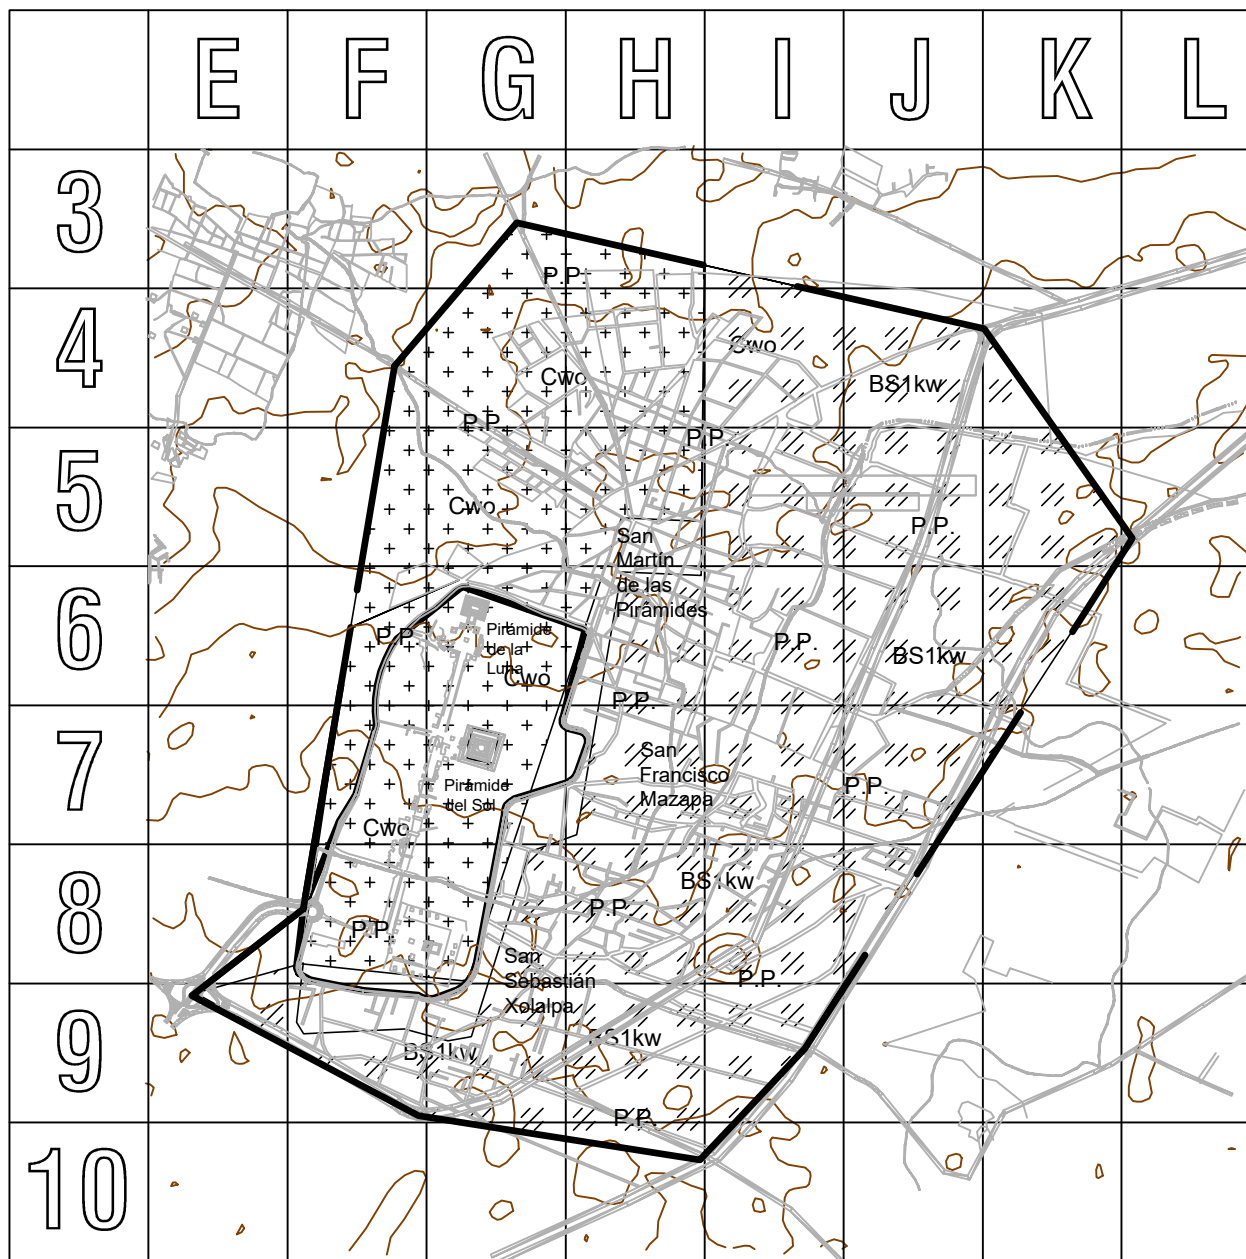 E F G H I J K L
3
P.P.
4
Cwo
Cwo
BS1kw
P.P.
P.P.
5
Cwo
P.P.
San
Martín
de las
Pirámides
6
Pirámide
de la
Luna
P.P.
P.P.
BS1kw
Cwo
P.P.
7
San
Francisco
Mazapa
Pirámide
del Sol
P.P.
Cwo
8
BS1kw
P.P.
P.P.
San
Sebastián
Xolalpa
P.P.
9
BS1kw
BS1kw
P.P.
10